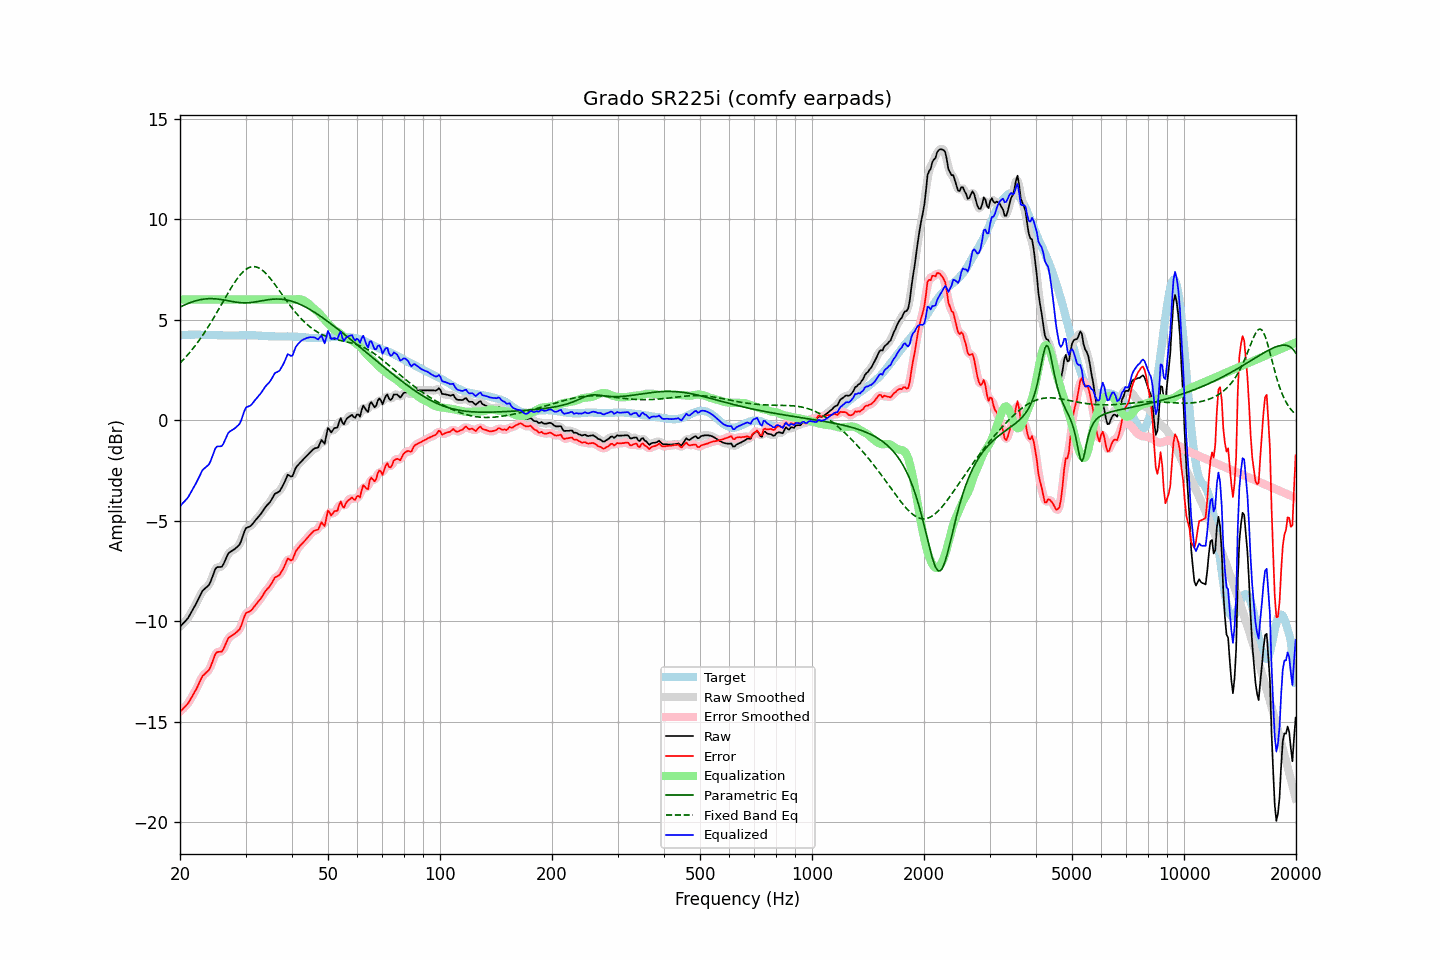 Grado SR225i (comfy earpads)
15
10
5
0
−5
−10
−15
−20
Amplitude (dBr)
Target
Raw Smoothed
Error Smoothed
Raw
Error
Equalization
Parametric Eq
Fixed Band Eq
Equalized
20 50 100 200 500 1000 2000 5000 10000 20000
Frequency (Hz)